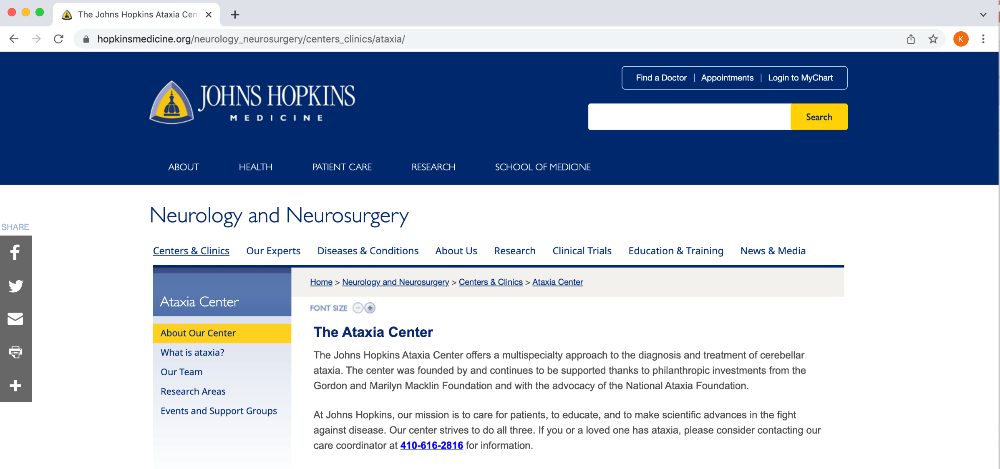 The Johns Hopkins Ataxia Cent
hopkinsmedicine.org/neurology_neurosurgery/centers_clinics/ataxia/
K
Find a Doctor | Appointments | Login to MyChart
JOHNS HOPKINS
MEDICINE
Search
ABOUT HEALTH PATIENT CARE RESEARCH SCHOOL OF MEDICINE
Neurology and Neurosurgery
SHARE
Centers & Clinics Our Experts Diseases & Conditions About Us Research Clinical Trials Education & Training News & Media
Home > Neurology and Neurosurgery > Centers & Clinics > Ataxia Center
Ataxia Center
About Our Center
What is ataxia?
Our Team
Research Areas
Events and Support Groups
FONT SIZE
The Ataxia Center
The Johns Hopkins Ataxia Center offers a multispecialty approach to the diagnosis and treatment of cerebellar
ataxia. The center was founded by and continues to be supported thanks to philanthropic investments from the
Gordon and Marilyn Macklin Foundation and with the advocacy of the National Ataxia Foundation.
At Johns Hopkins, our mission is to care for patients, to educate, and to make scientific advances in the fight
against disease. Our center strives to do all three. If you or a loved one has ataxia, please consider contacting our
care coordinator at 410-616-2816 for information.